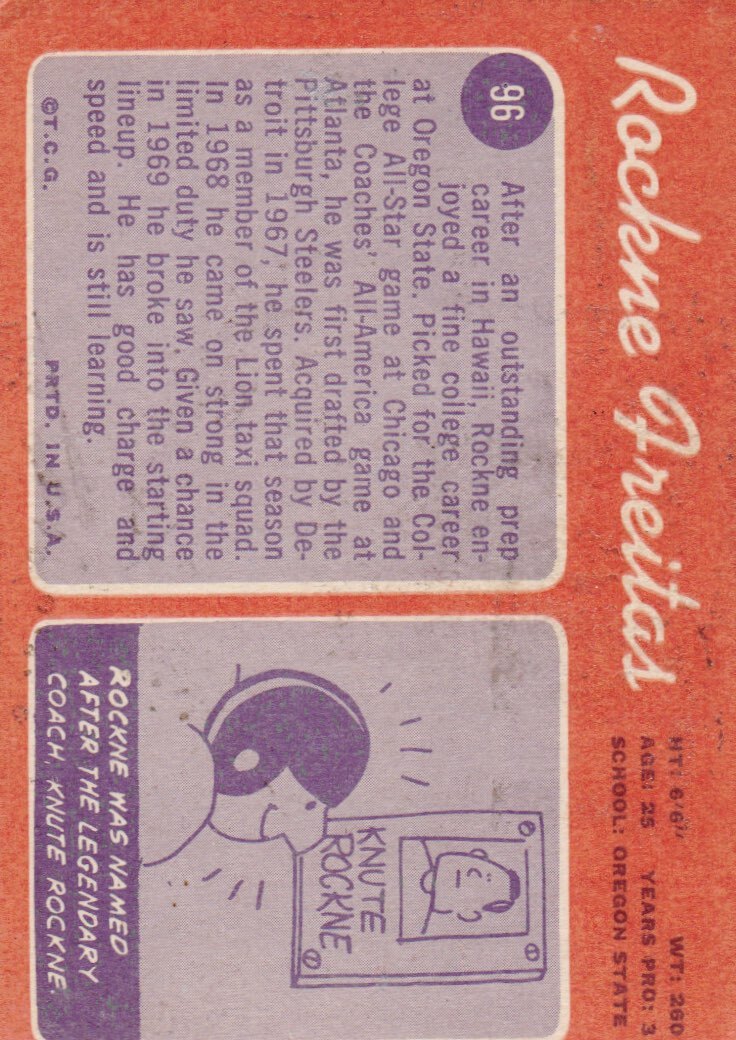 Rockne Freitas
HT: 6'6" WT: 260
AGE: 25 YEARS PRO: 3
SCHOOL: OREGON STATE
96
After an outstanding prep
career in Hawaii, Rockne en-
joyed a fine college career
at Oregon State. Picked for the Col-
lege All-Star game at Chicago and
the Coaches' All-America game at
Atlanta, he was first drafted by the
Pittsburgh Steelers. Acquired by De-
troit in 1967, he spent that season
as a member of the Lion taxi squad.
In 1968 he came on strong in the
limited duty he saw. Given a chance
in 1969 he broke into the starting
lineup. He has good charge and
speed and is still learning.
©T.C.G. PRTD. IN U.S.A.
KNUTE
ROCKNE
ROCKNE WAS NAMED
AFTER THE LEGENDARY
COACH, KNUTE ROCKNE.